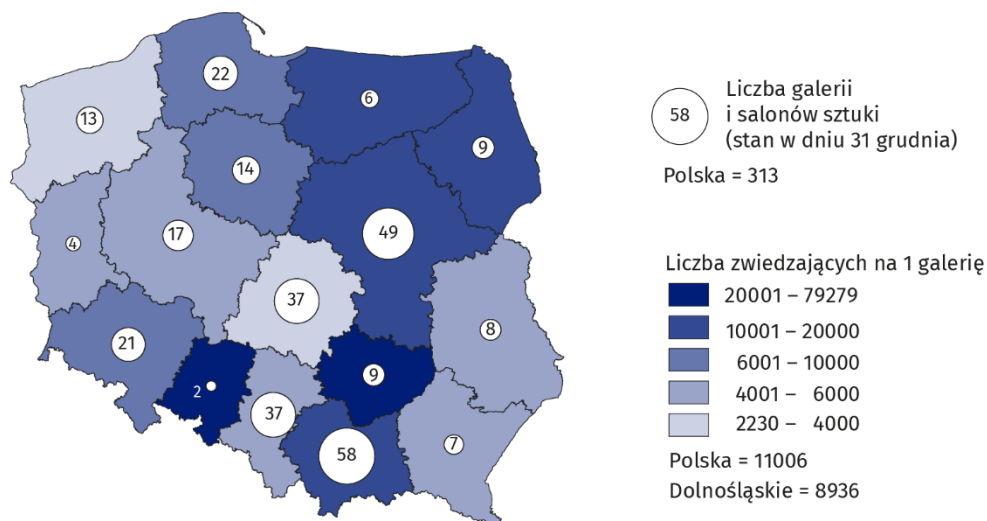 22
13
6
9
14
4
17
49
37
8
21
2
9
37
58
7
58
Liczba galerii
i salonów sztuki
(stan w dniu 31 grudnia)
Polska = 313
Liczba zwiedzających na 1 galerię
20001 – 79279
10001 – 20000
6001 – 10000
4001 – 6000
2230 – 4000
Polska = 11006
Dolnośląskie = 8936